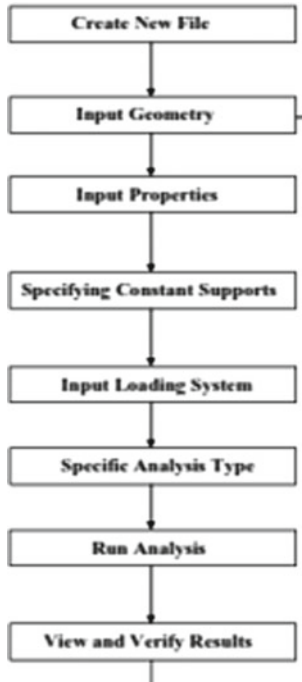 Create New File
Input Geometry
Input Properties
Specifying Constant Supports
Input Loading System
Specific Analysis Type
Run Analysis
View and Verify Results